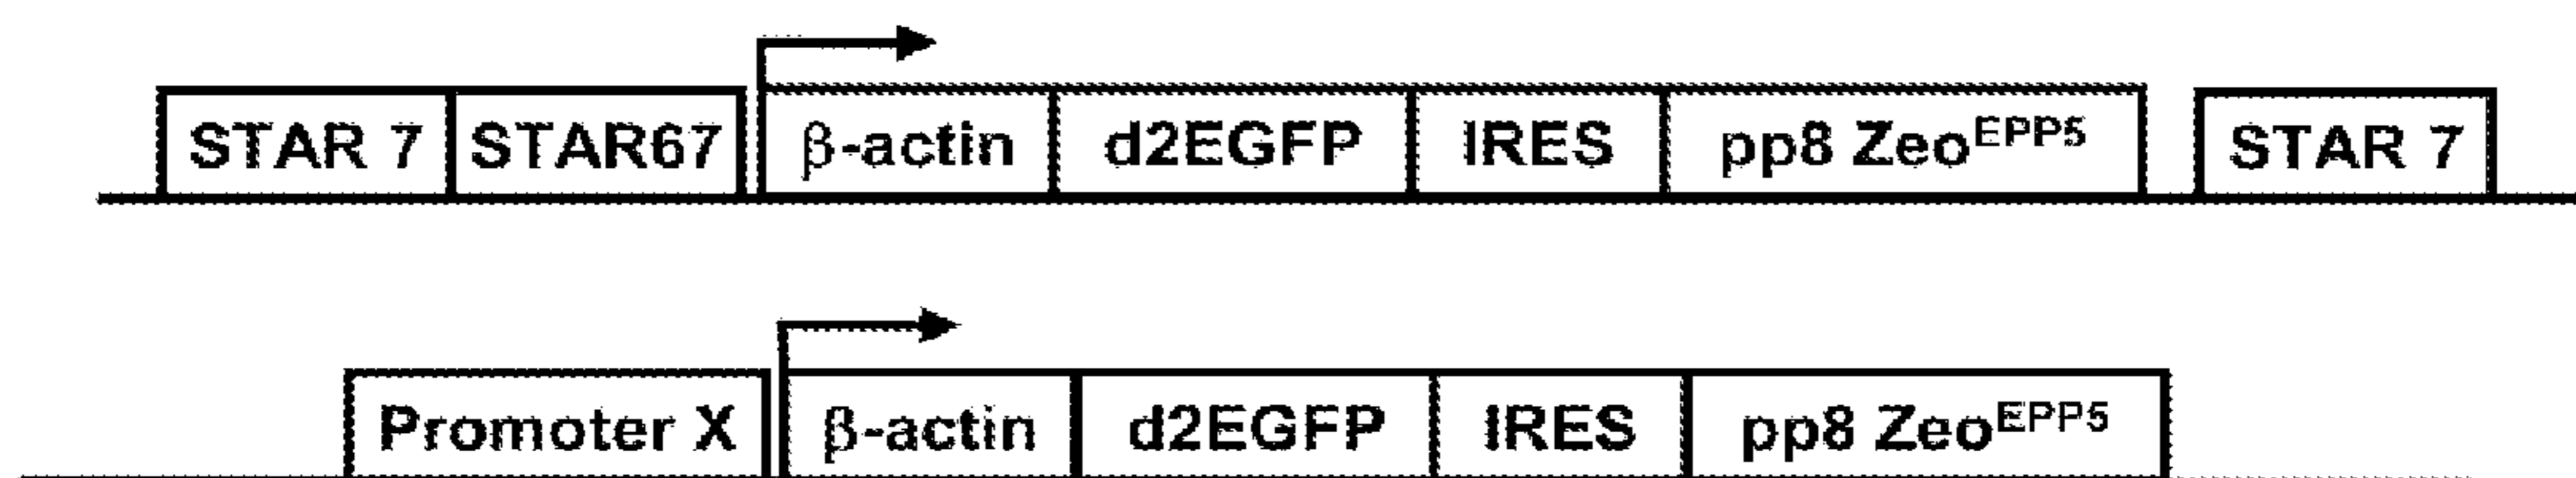 STAR 7 STAR67 β-actin d2EGFP IRES pp8 Zeo^EPP5 STAR 7
Promoter X β-actin d2EGFP IRES pp8 Zeo^EPP5